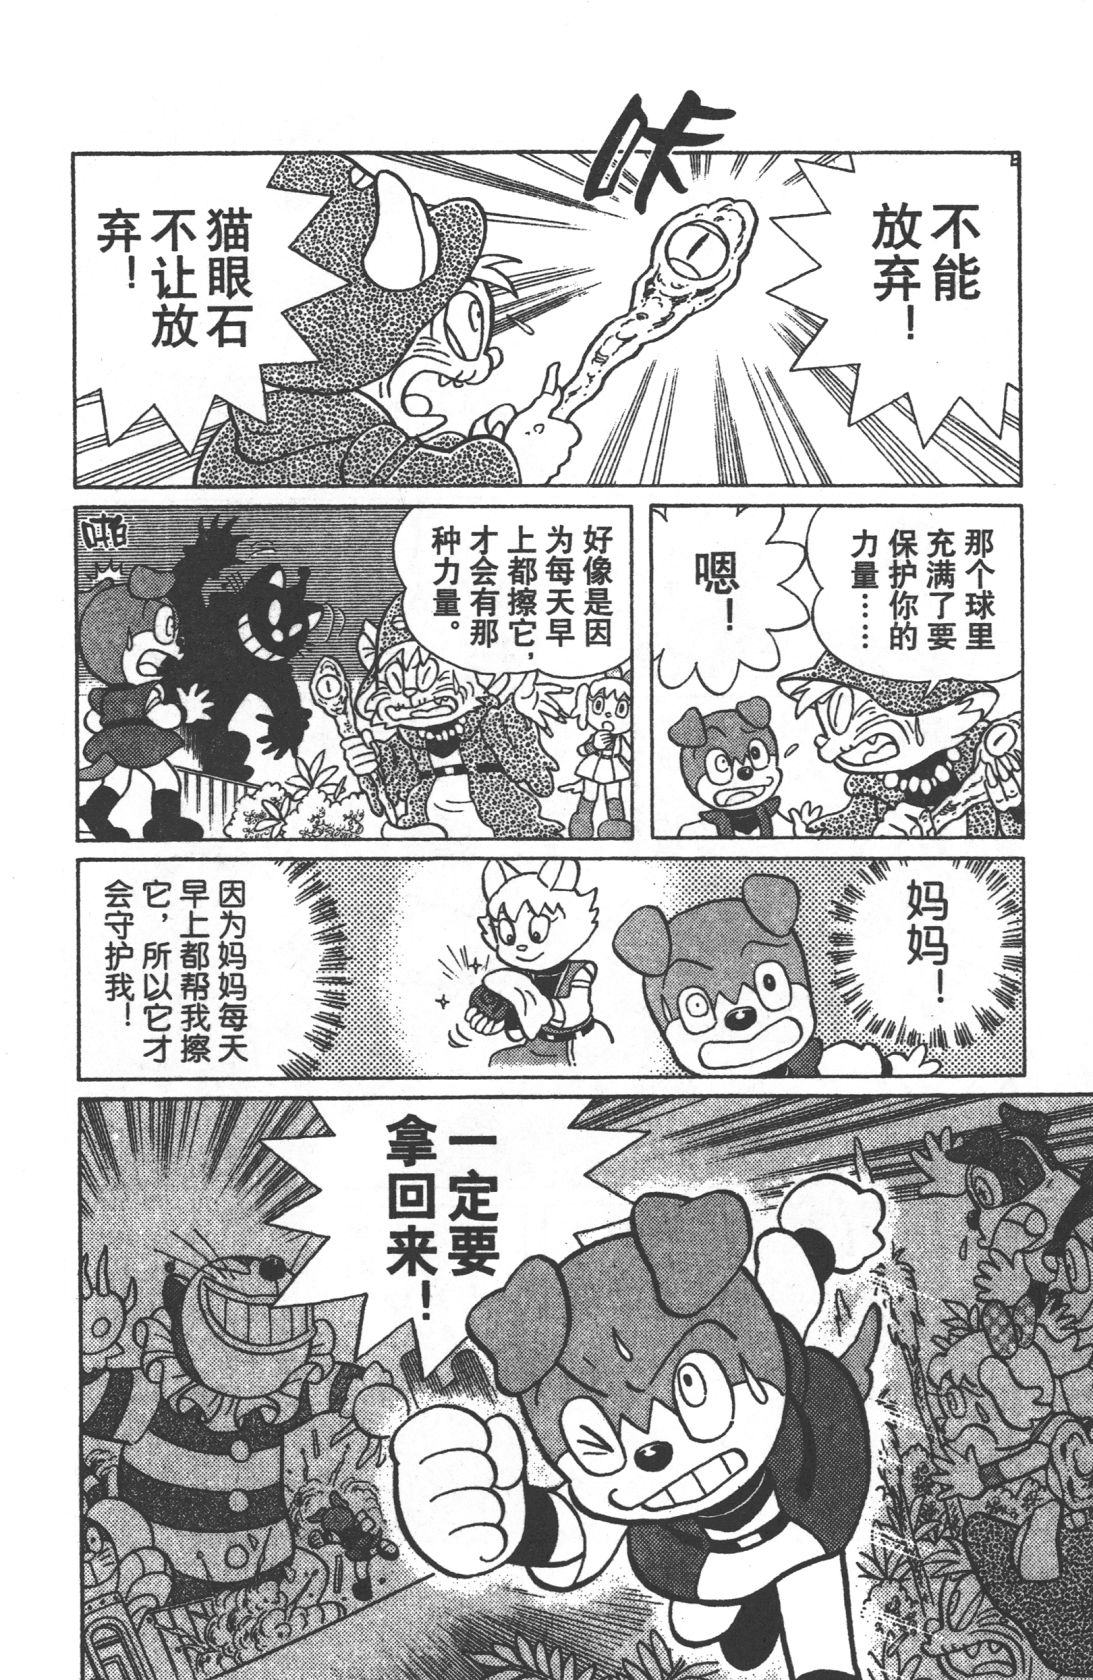 咔
不能
放弃！
猫眼石
不让放
弃！
那个球里
充满了要
保护你的
力量……
嗯！
好像是因
为每天早
上都擦它，
才会有那
种力量。
啪
妈妈！
因为妈妈每天
早上都帮我擦
它，所以它才
会守护我！
一定要
拿回来！